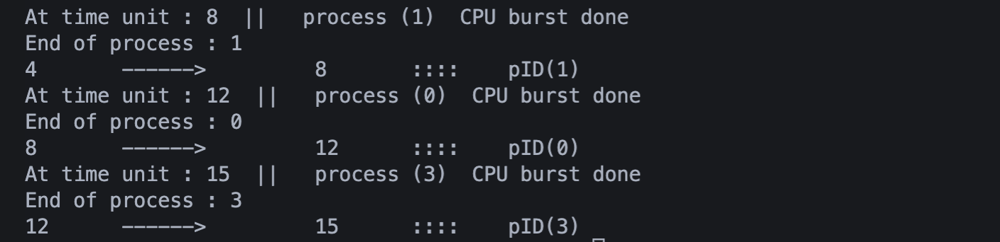 At time unit : 8  ||   process (1)  CPU burst done
End of process : 1
4       ------>         8       ::::    pID(1)
At time unit : 12  ||   process (0)  CPU burst done
End of process : 0
8       ------>         12      ::::    pID(0)
At time unit : 15  ||   process (3)  CPU burst done
End of process : 3
12      ------>         15      ::::    pID(3)